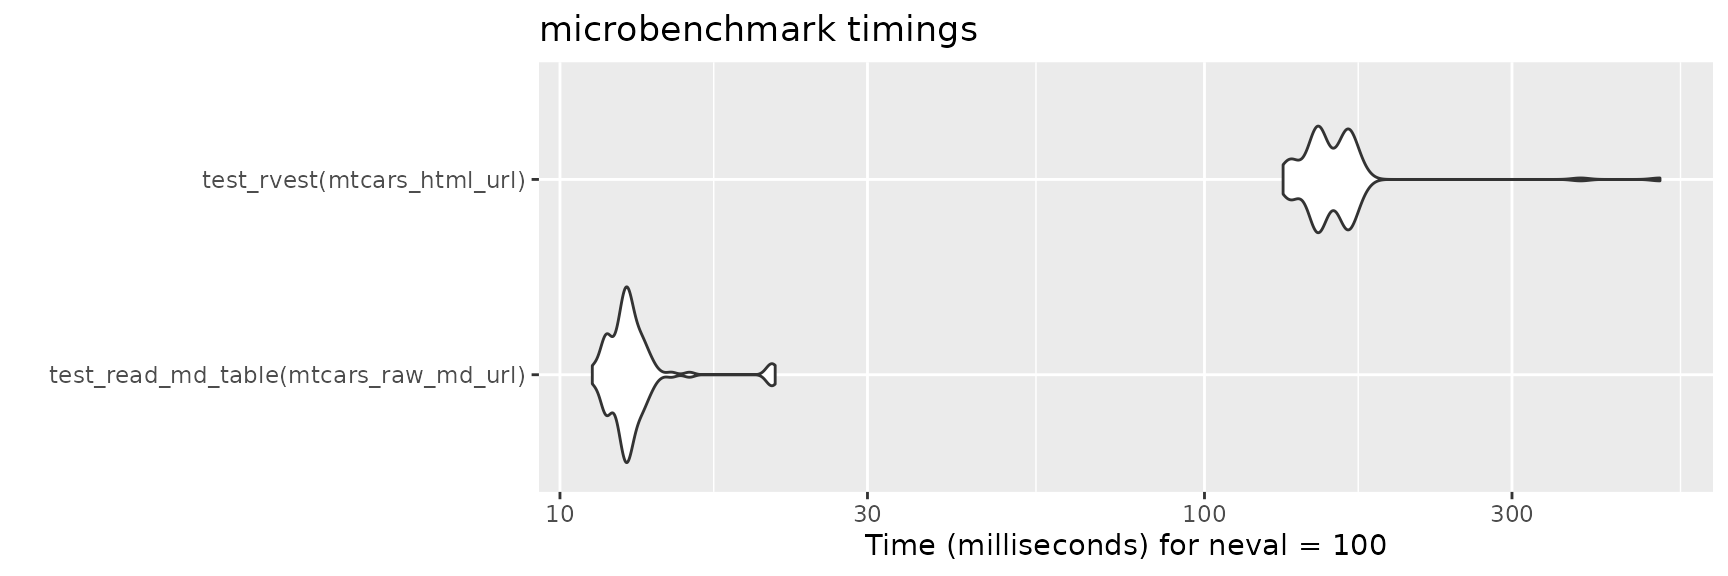 microbenchmark timings
test_rvest(mtcars_html_url)
test_read_md_table(mtcars_raw_md_url)
10 30 100 300
Time (milliseconds) for neval = 100